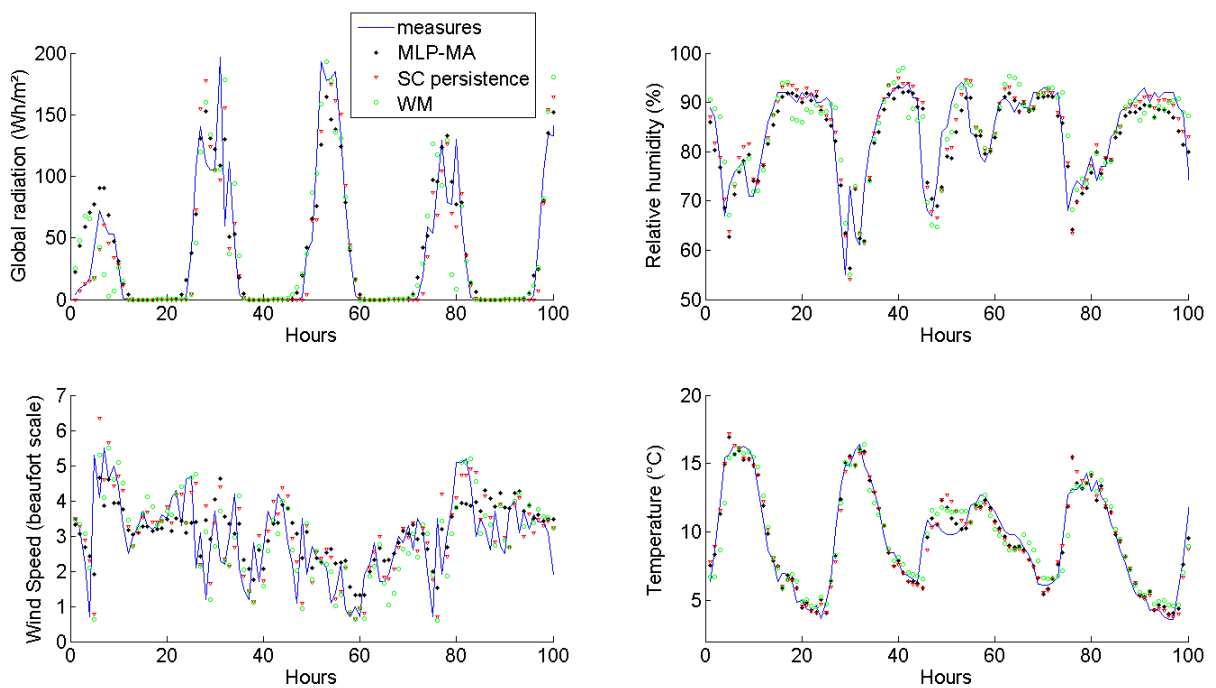 measures
MLP-MA
SC persistence
WM
Global radiation (Wh/m²)
200
150
100
50
0
0 20 40 60 80 100
Hours
Relative humidity (%)
100
90
80
70
60
50
0 20 40 60 80 100
Hours
Wind Speed (beaufort scale)
7
6
5
4
3
2
1
0
0 20 40 60 80 100
Hours
Temperature (°C)
20
15
10
5
0 20 40 60 80 100
Hours